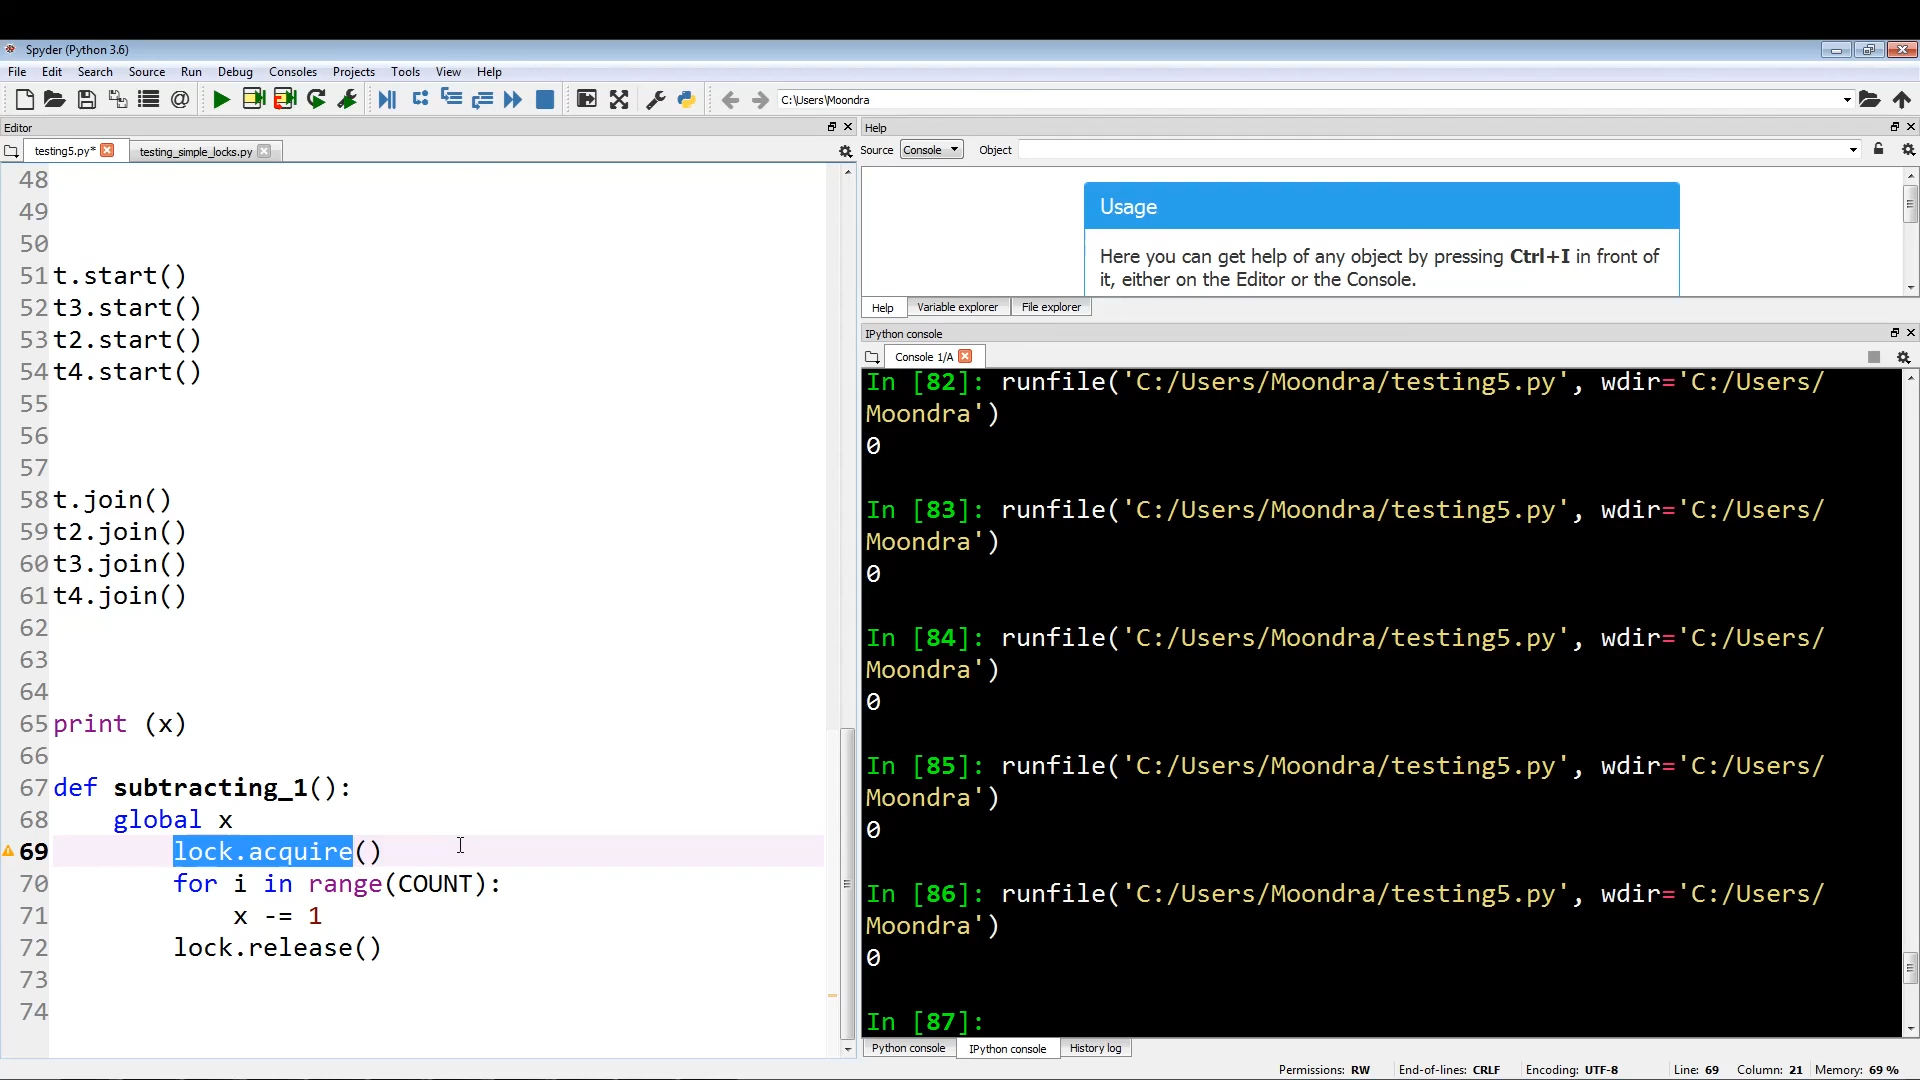 Spyder (Python 3.6)
File Edit Search Source Run Debug Consoles Projects Tools View Help
C:\Users\Moondra
Editor
testing5.py* testing_simple_locks.py
48
49
50
51 t.start()
52 t3.start()
53 t2.start()
54 t4.start()
55
56
57
58 t.join()
59 t2.join()
60 t3.join()
61 t4.join()
62
63
64
65 print (x)
66
67 def subtracting_1():
68 global x
69 lock.acquire()
70 for i in range(COUNT):
71 x -= 1
72 lock.release()
73
74
Help
Source Console Object
Usage
Here you can get help of any object by pressing Ctrl+I in front of
it, either on the Editor or the Console.
Help Variable explorer File explorer
IPython console
Console 1/A
In [82]: runfile('C:/Users/Moondra/testing5.py', wdir='C:/Users/
Moondra')
0
In [83]: runfile('C:/Users/Moondra/testing5.py', wdir='C:/Users/
Moondra')
0
In [84]: runfile('C:/Users/Moondra/testing5.py', wdir='C:/Users/
Moondra')
0
In [85]: runfile('C:/Users/Moondra/testing5.py', wdir='C:/Users/
Moondra')
0
In [86]: runfile('C:/Users/Moondra/testing5.py', wdir='C:/Users/
Moondra')
0
In [87]:
Python console IPython console History log
Permissions: RW End-of-lines: CRLF Encoding: UTF-8 Line: 69 Column: 21 Memory: 69 %